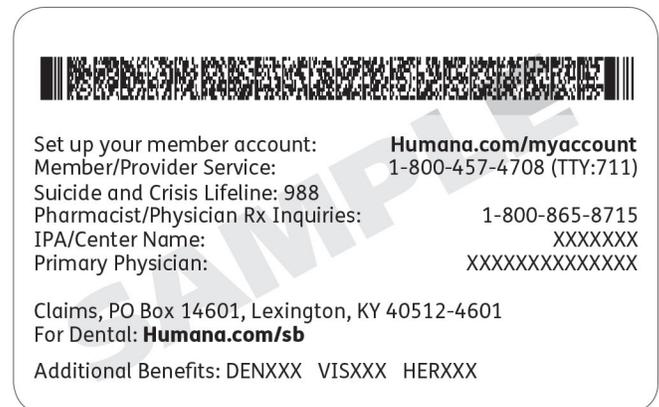 Set up your member account: Humana.com/myaccount
Member/Provider Service: 1-800-457-4708 (TTY:711)
Suicide and Crisis Lifeline: 988
Pharmacist/Physician Rx Inquiries: 1-800-865-8715
IPA/Center Name: XXXXXXX
Primary Physician: XXXXXXXXXXXXXX
Claims, PO Box 14601, Lexington, KY 40512-4601
For Dental: Humana.com/sb
Additional Benefits: DENXXX VISXXX HERXXX
SAMPLE